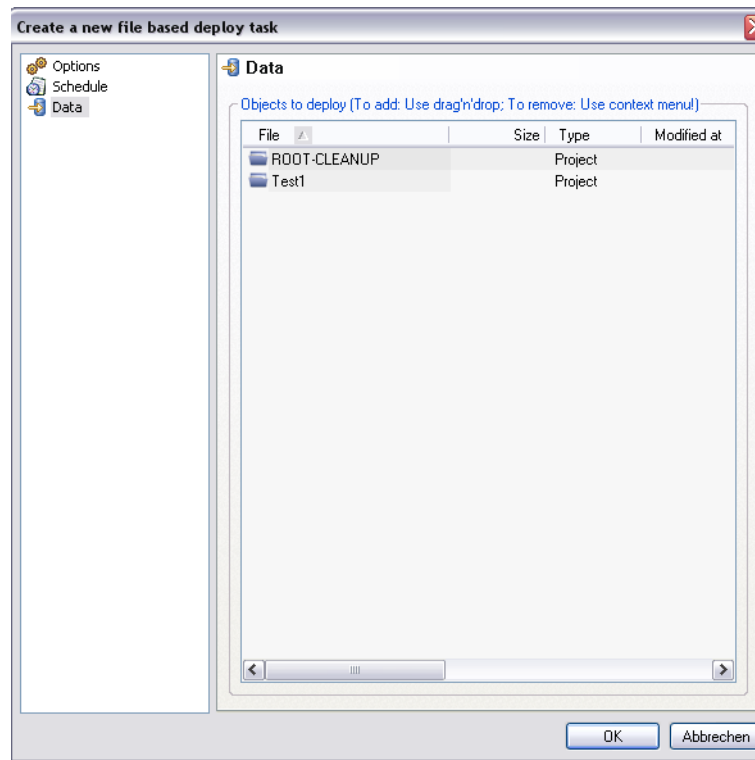 Create a new file based deploy task
Options
Schedule
Data
Data
Objects to deploy (To add: Use drag'n'drop; To remove: Use context menu!)
File Size Type Modified at
ROOT-CLEANUP Project
Test1 Project
OK Abbrechen